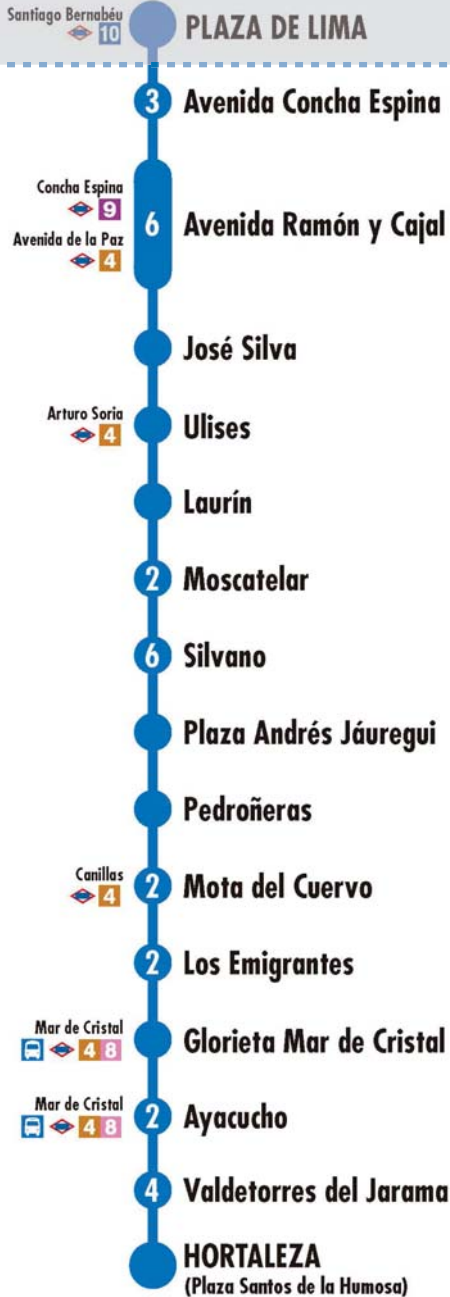 Santiago Bernabéu
10
PLAZA DE LIMA
3 Avenida Concha Espina
Concha Espina
9
Avenida de la Paz
4
6 Avenida Ramón y Cajal
José Silva
Arturo Soria
4
Ulises
Laurín
2 Moscatelar
6 Silvano
Plaza Andrés Jáuregui
Pedroñeras
Canillas
4
2 Mota del Cuervo
2 Los Emigrantes
Mar de Cristal
4 8
Glorieta Mar de Cristal
Mar de Cristal
4 8
2 Ayacucho
4 Valdetorres del Jarama
HORTALEZA
(Plaza Santos de la Humosa)